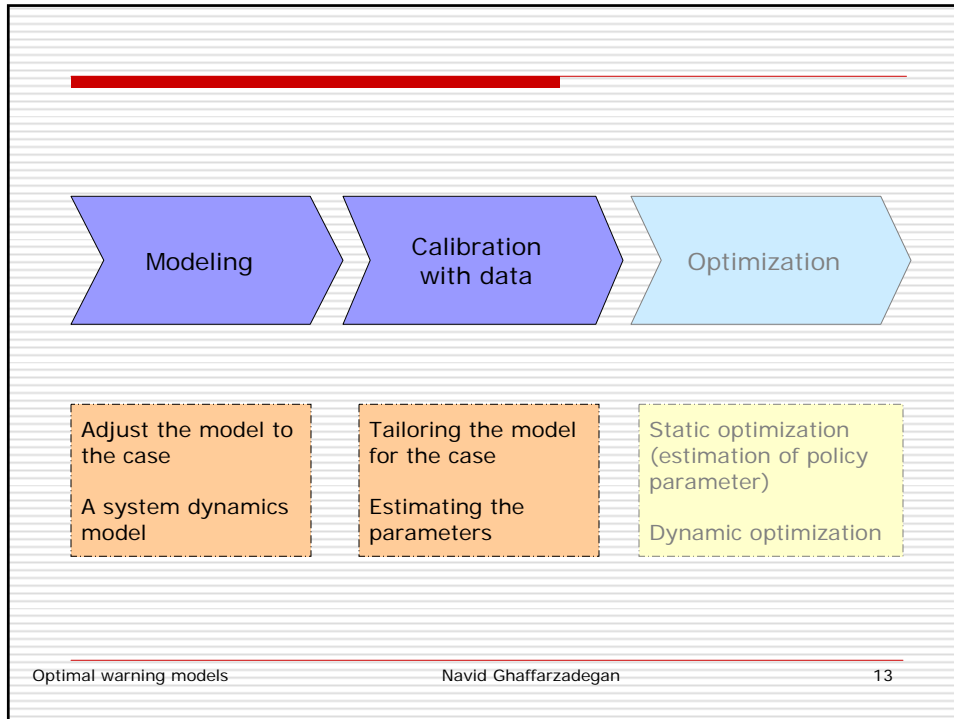 Modeling
Calibration
with data
Optimization
Adjust the model to
the case
A system dynamics
model
Tailoring the model
for the case
Estimating the
parameters
Static optimization
(estimation of policy
parameter)
Dynamic optimization
Optimal warning models
Navid Ghaffarzadegan
13